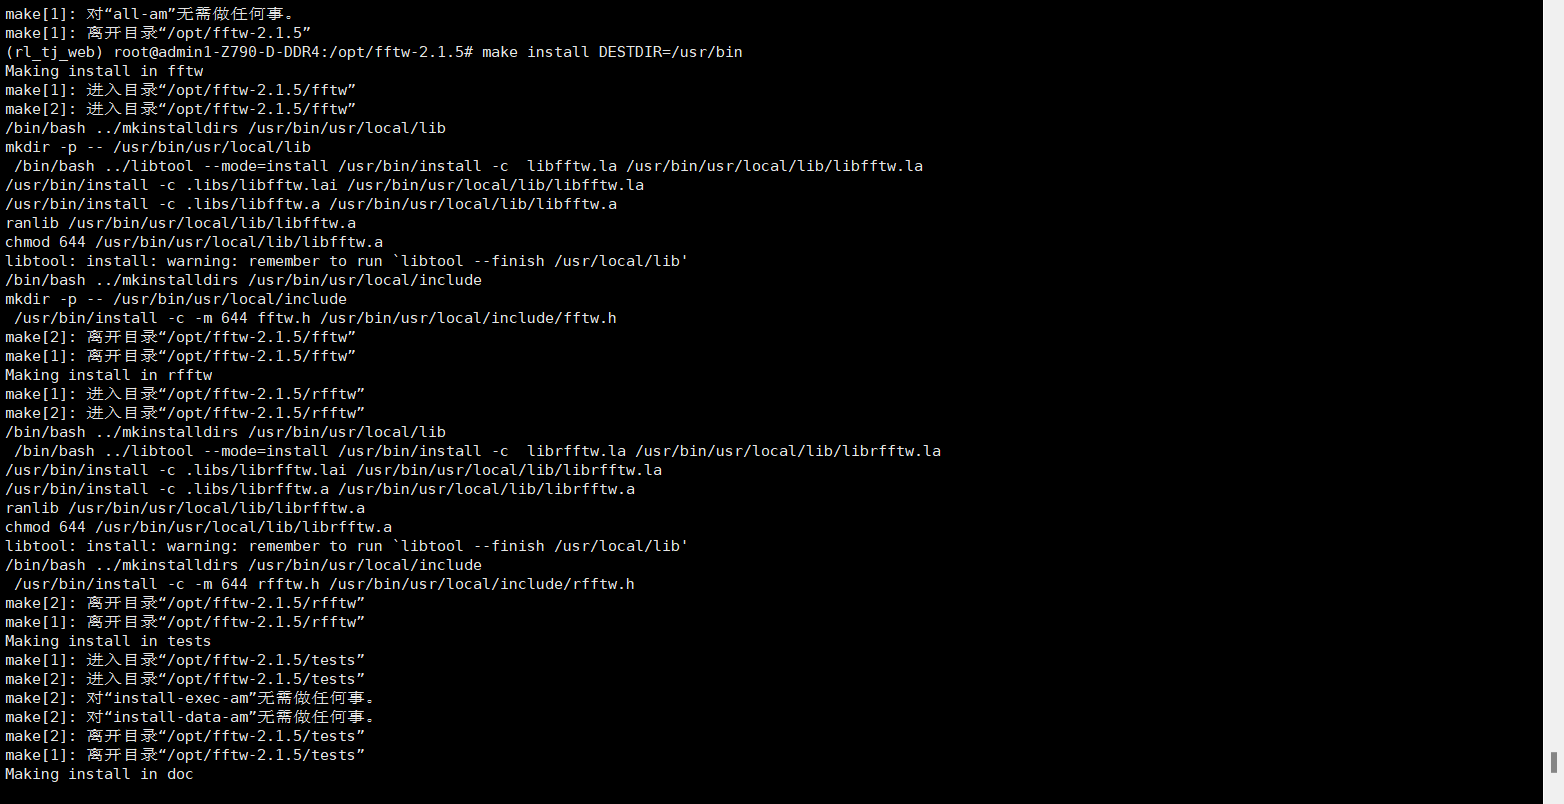 make[1]: 对“all-am”无需做任何事。
make[1]: 离开目录“/opt/fftw-2.1.5”
(rl_tj_web) root@admin1-Z790-D-DDR4:/opt/fftw-2.1.5# make install DESTDIR=/usr/bin
Making install in fftw
make[1]: 进入目录“/opt/fftw-2.1.5/fftw”
make[2]: 进入目录“/opt/fftw-2.1.5/fftw”
/bin/bash ../mkinstalldirs /usr/bin/usr/local/lib
mkdir -p -- /usr/bin/usr/local/lib
 /bin/bash ../libtool --mode=install /usr/bin/install -c  libfftw.la /usr/bin/usr/local/lib/libfftw.la
/usr/bin/install -c .libs/libfftw.lai /usr/bin/usr/local/lib/libfftw.la
/usr/bin/install -c .libs/libfftw.a /usr/bin/usr/local/lib/libfftw.a
ranlib /usr/bin/usr/local/lib/libfftw.a
chmod 644 /usr/bin/usr/local/lib/libfftw.a
libtool: install: warning: remember to run `libtool --finish /usr/local/lib'
/bin/bash ../mkinstalldirs /usr/bin/usr/local/include
mkdir -p -- /usr/bin/usr/local/include
 /usr/bin/install -c -m 644 fftw.h /usr/bin/usr/local/include/fftw.h
make[2]: 离开目录“/opt/fftw-2.1.5/fftw”
make[1]: 离开目录“/opt/fftw-2.1.5/fftw”
Making install in rfftw
make[1]: 进入目录“/opt/fftw-2.1.5/rfftw”
make[2]: 进入目录“/opt/fftw-2.1.5/rfftw”
/bin/bash ../mkinstalldirs /usr/bin/usr/local/lib
 /bin/bash ../libtool --mode=install /usr/bin/install -c  librfftw.la /usr/bin/usr/local/lib/librfftw.la
/usr/bin/install -c .libs/librfftw.lai /usr/bin/usr/local/lib/librfftw.la
/usr/bin/install -c .libs/librfftw.a /usr/bin/usr/local/lib/librfftw.a
ranlib /usr/bin/usr/local/lib/librfftw.a
chmod 644 /usr/bin/usr/local/lib/librfftw.a
libtool: install: warning: remember to run `libtool --finish /usr/local/lib'
/bin/bash ../mkinstalldirs /usr/bin/usr/local/include
 /usr/bin/install -c -m 644 rfftw.h /usr/bin/usr/local/include/rfftw.h
make[2]: 离开目录“/opt/fftw-2.1.5/rfftw”
make[1]: 离开目录“/opt/fftw-2.1.5/rfftw”
Making install in tests
make[1]: 进入目录“/opt/fftw-2.1.5/tests”
make[2]: 进入目录“/opt/fftw-2.1.5/tests”
make[2]: 对“install-exec-am”无需做任何事。
make[2]: 对“install-data-am”无需做任何事。
make[2]: 离开目录“/opt/fftw-2.1.5/tests”
make[1]: 离开目录“/opt/fftw-2.1.5/tests”
Making install in doc